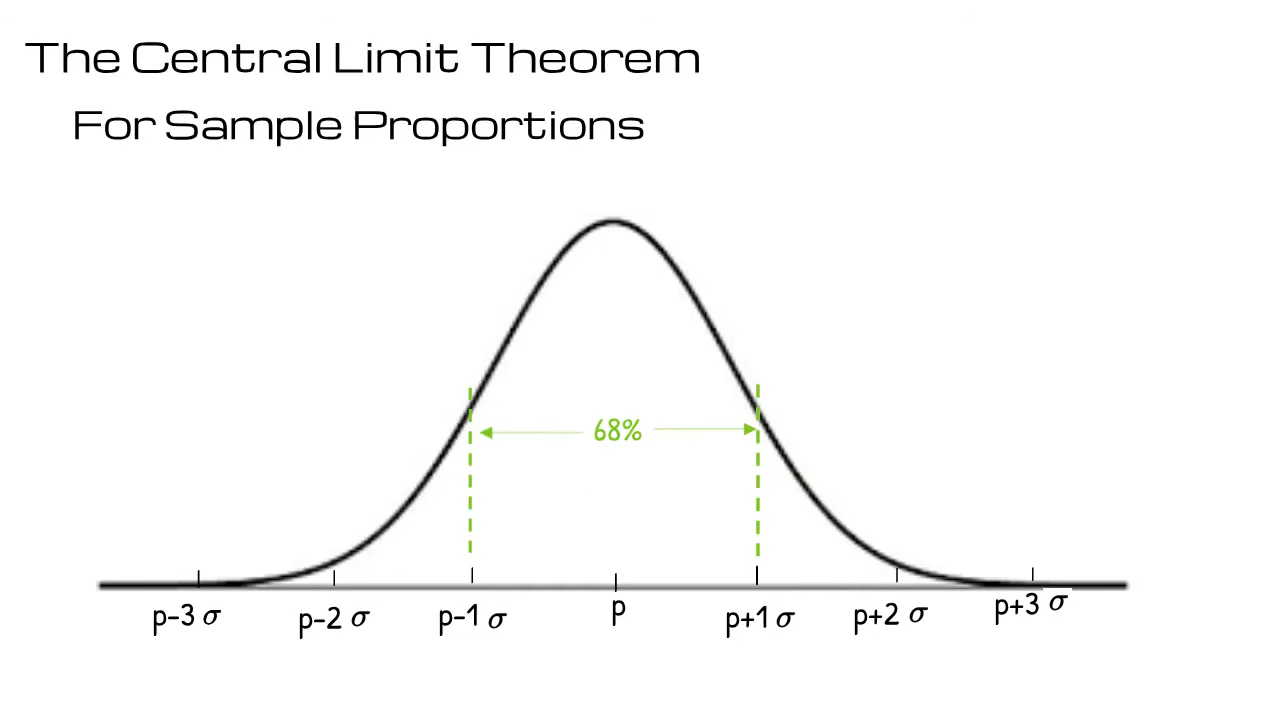 The Central Limit Theorem
For Sample Proportions
68%
p-3 σ p-2 σ p-1 σ p p+1 σ p+2 σ p+3 σ